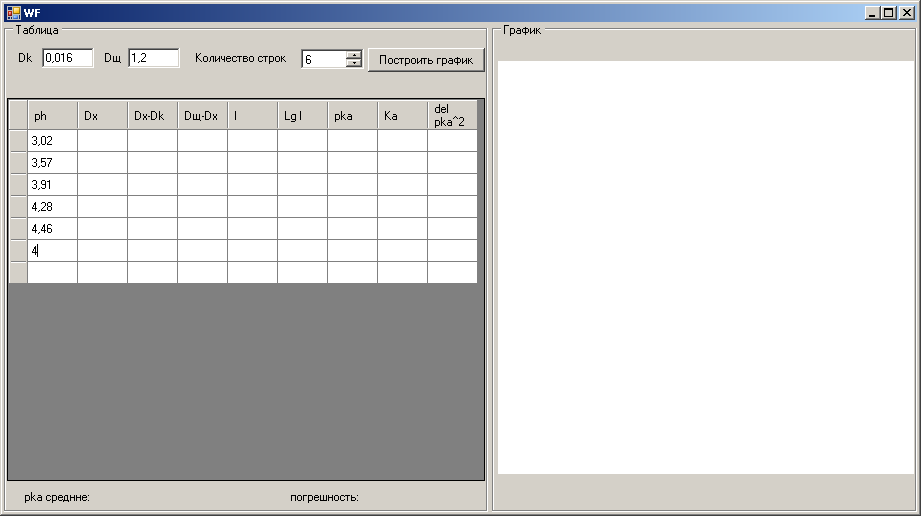 WF
Таблица
График
Dk 0,016 Dщ 1,2 Количество строк 6 Построить график
ph Dx Dx-Dk Dщ-Dx I Lg I pka Ka del pka^2
3,02
3,57
3,91
4,28
4,46
4
pka среднне: погрешность: